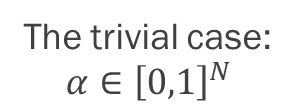 The trivial case:
𝛼 ∈ [0,1]ᴺ